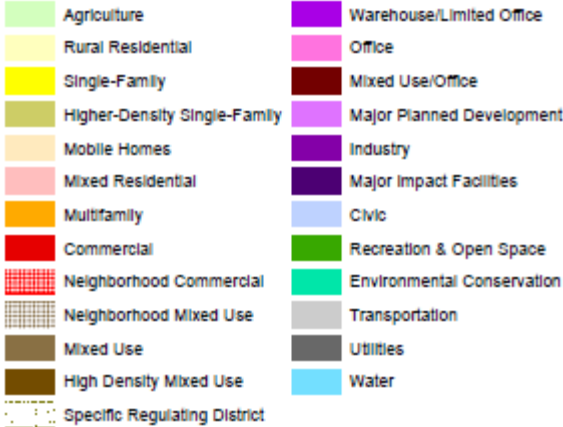 Agriculture
Rural Residential
Single-Family
Higher-Density Single-Family
Mobile Homes
Mixed Residential
Multifamily
Commercial
Neighborhood Commercial
Neighborhood Mixed Use
Mixed Use
High Density Mixed Use
Specific Regulating District
Warehouse/Limited Office
Office
Mixed Use/Office
Major Planned Development
Industry
Major Impact Facilities
Civic
Recreation & Open Space
Environmental Conservation
Transportation
Utilities
Water